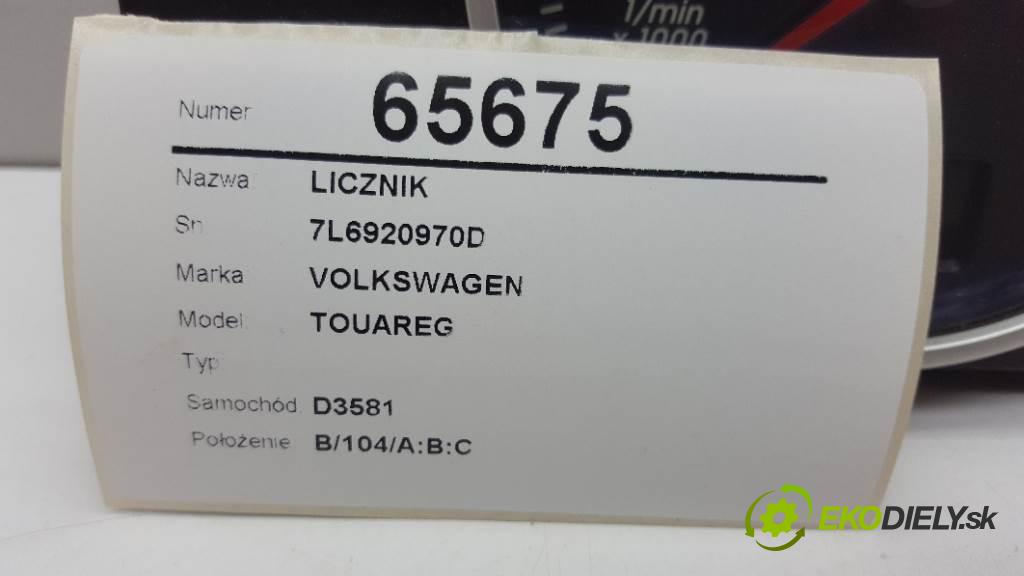 1/min
x 1000
Numer 65675
Nazwa LICZNIK
Sn 7L6920970D
Marka VOLKSWAGEN
Model TOUAREG
Typ
Samochód D3581
Położenie B/104/A:B:C
EKODIELY.sk